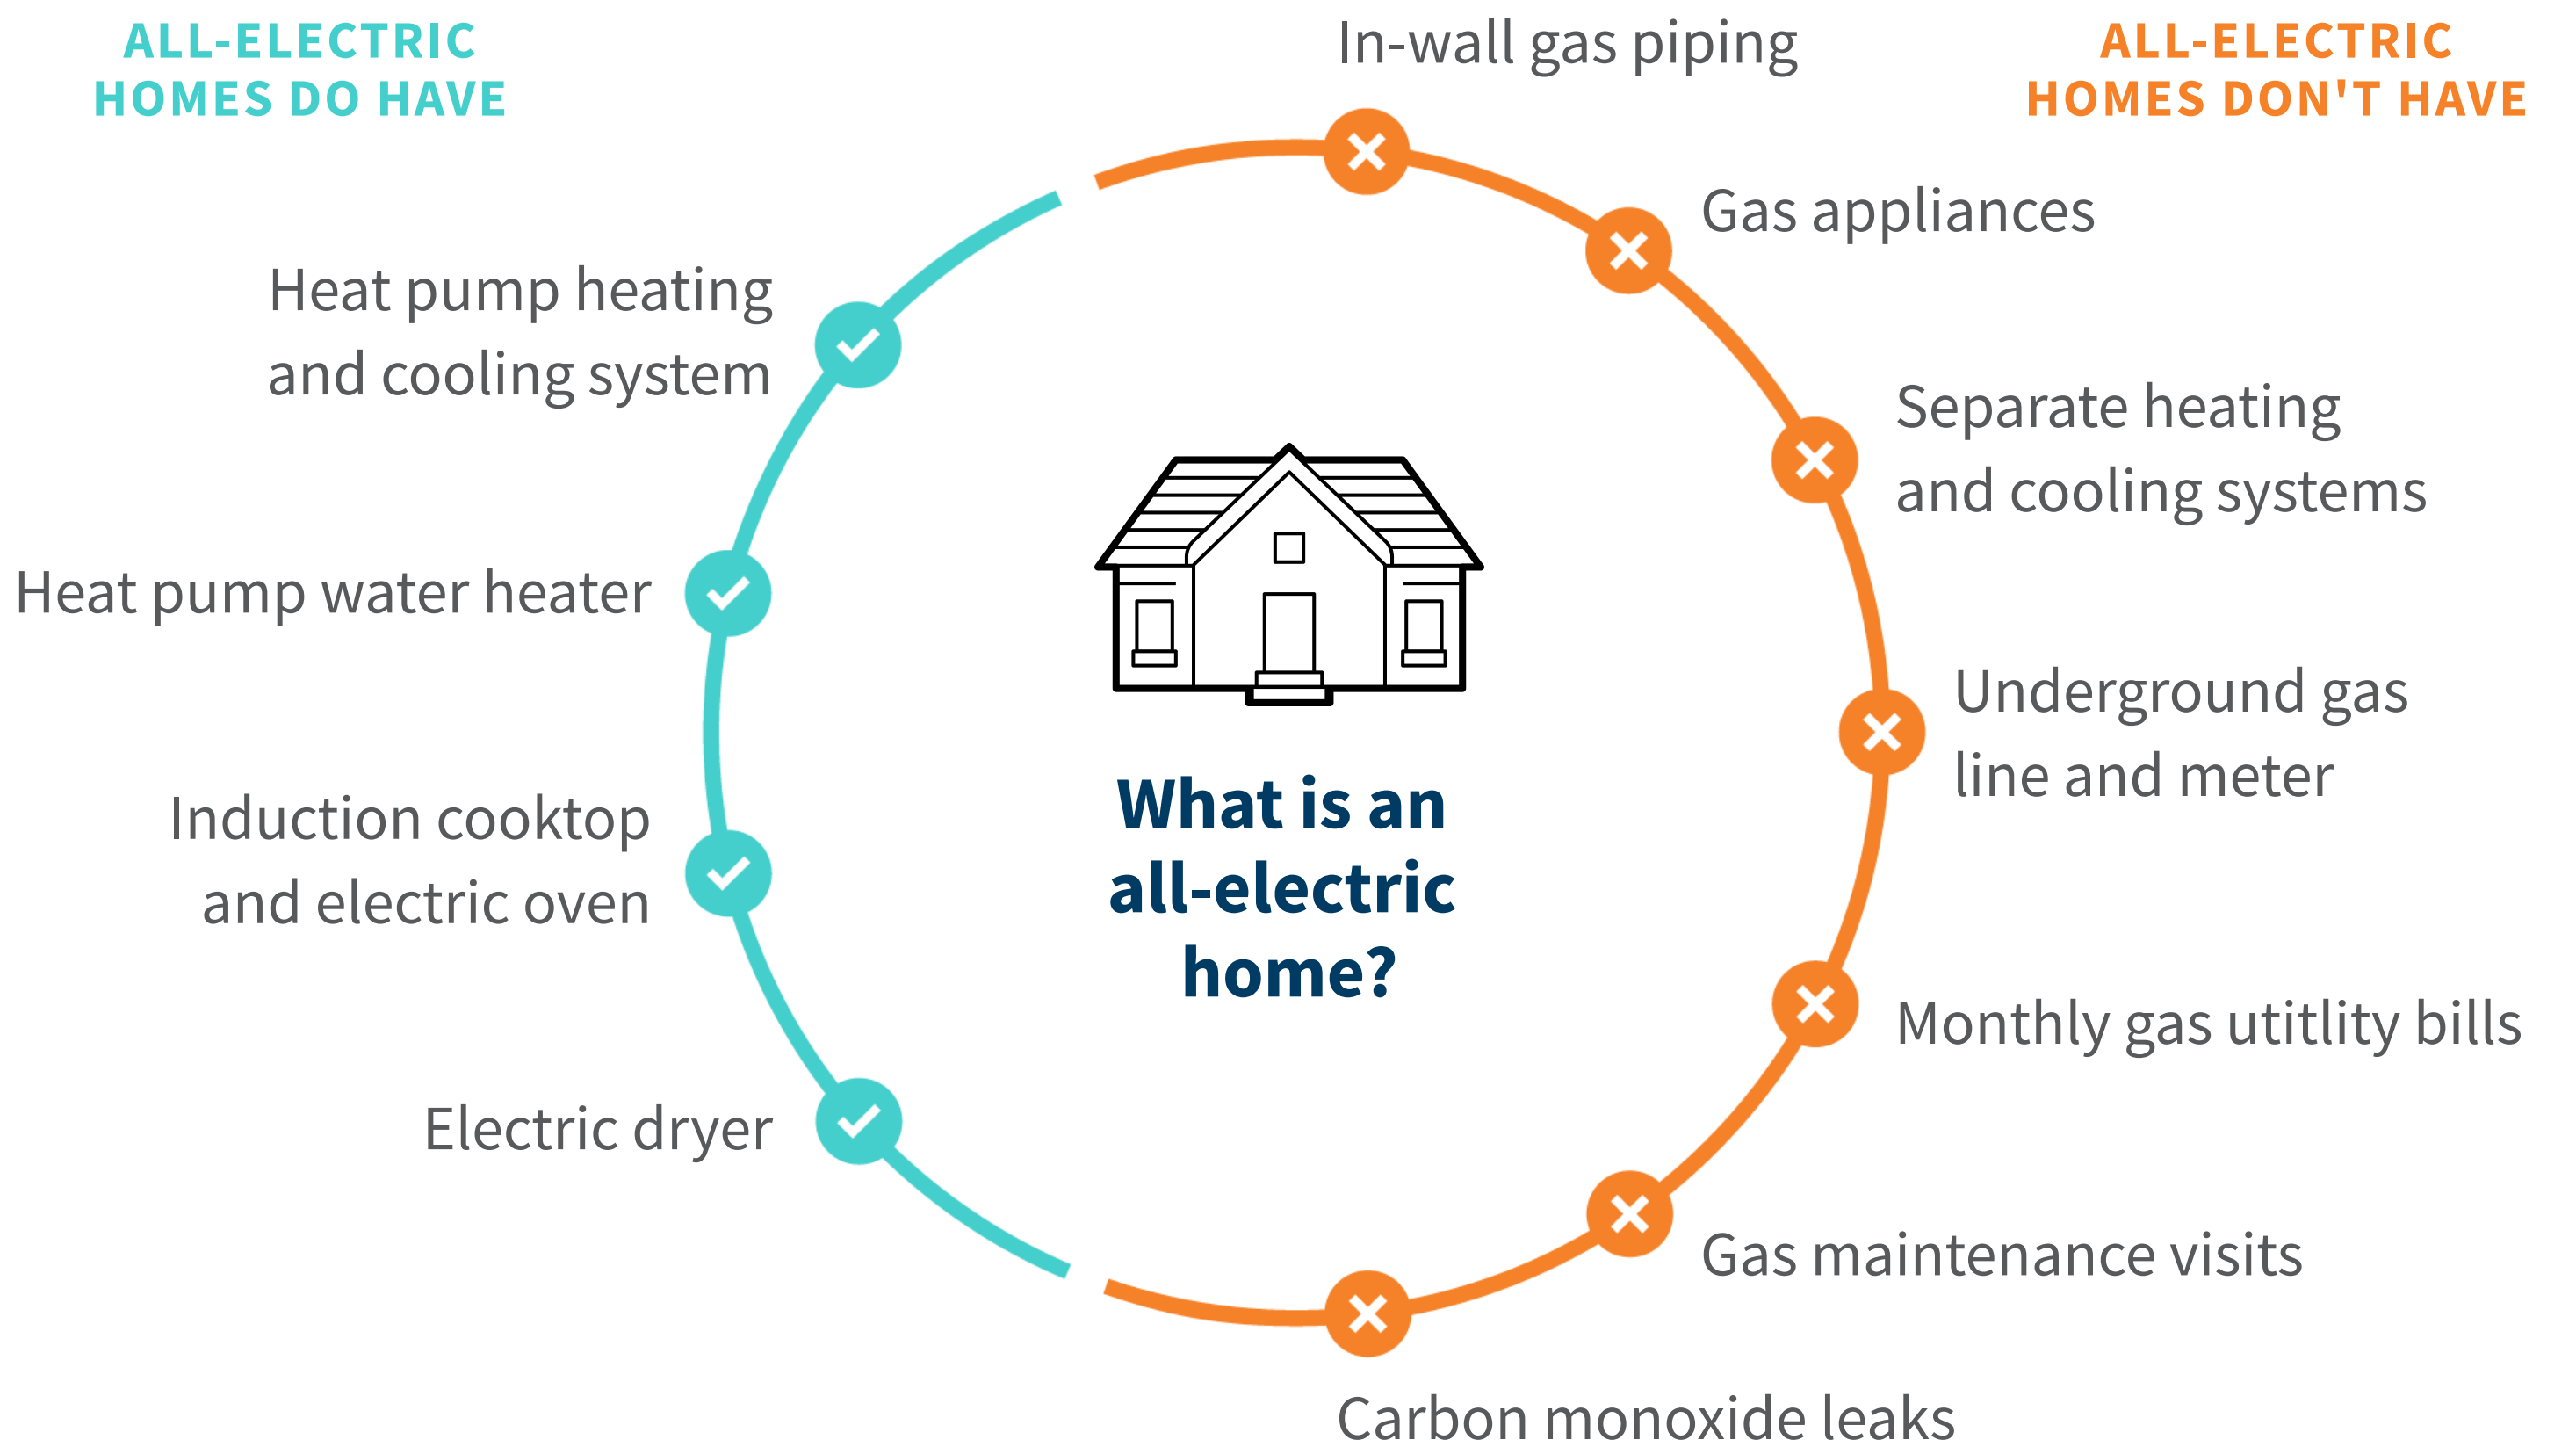 ALL-ELECTRIC
HOMES DO HAVE
Heat pump heating
and cooling system
Heat pump water heater
Induction cooktop
and electric oven
Electric dryer
What is an
all-electric
home?
ALL-ELECTRIC
HOMES DON'T HAVE
In-wall gas piping
Gas appliances
Separate heating
and cooling systems
Underground gas
line and meter
Monthly gas utitlity bills
Gas maintenance visits
Carbon monoxide leaks